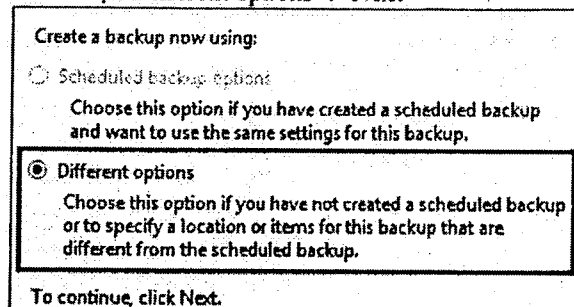 Create a backup now using:
Scheduled backup options
Choose this option if you have created a scheduled backup
and want to use the same settings for this backup.
Different options
Choose this option if you have not created a scheduled backup
or to specify a location or items for this backup that are
different from the scheduled backup.
To continue, click Next.